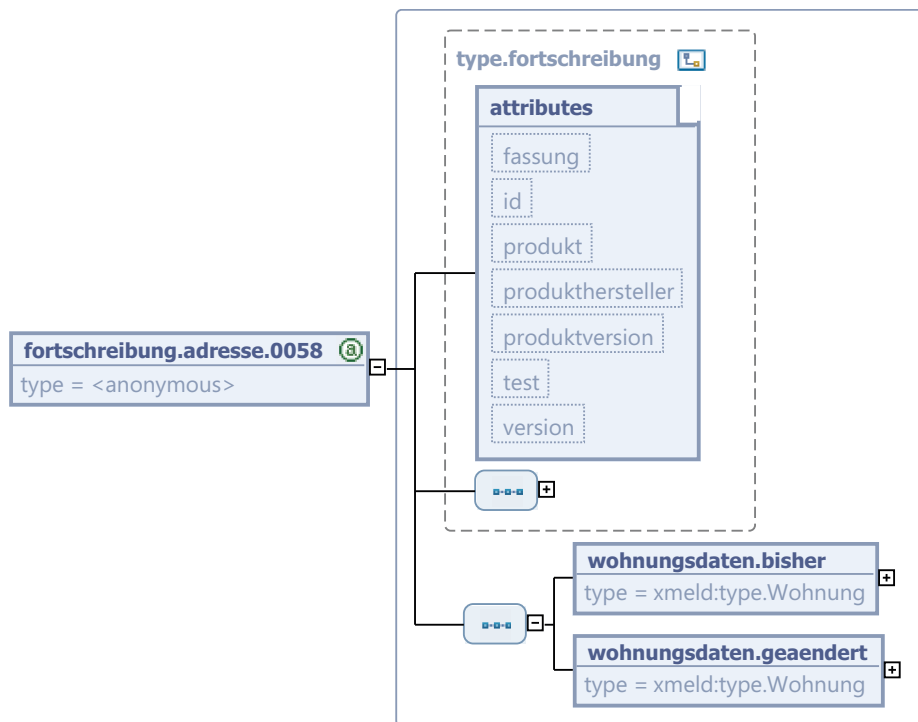 type.fortschreibung
attributes
fassung
id
produkt
produkthersteller
produktversion
test
version
fortschreibung.adresse.0058 a
type = <anonymous>
wohnungsdaten.bisher
type = xmeld:type.Wohnung
wohnungsdaten.geaendert
type = xmeld:type.Wohnung